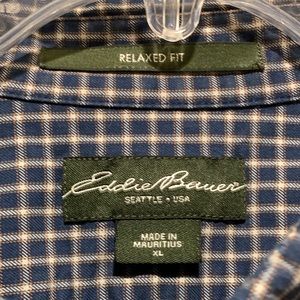 RELAXED FIT
Eddie Bauer
SEATTLE • USA
MADE IN
MAURITIUS
XL